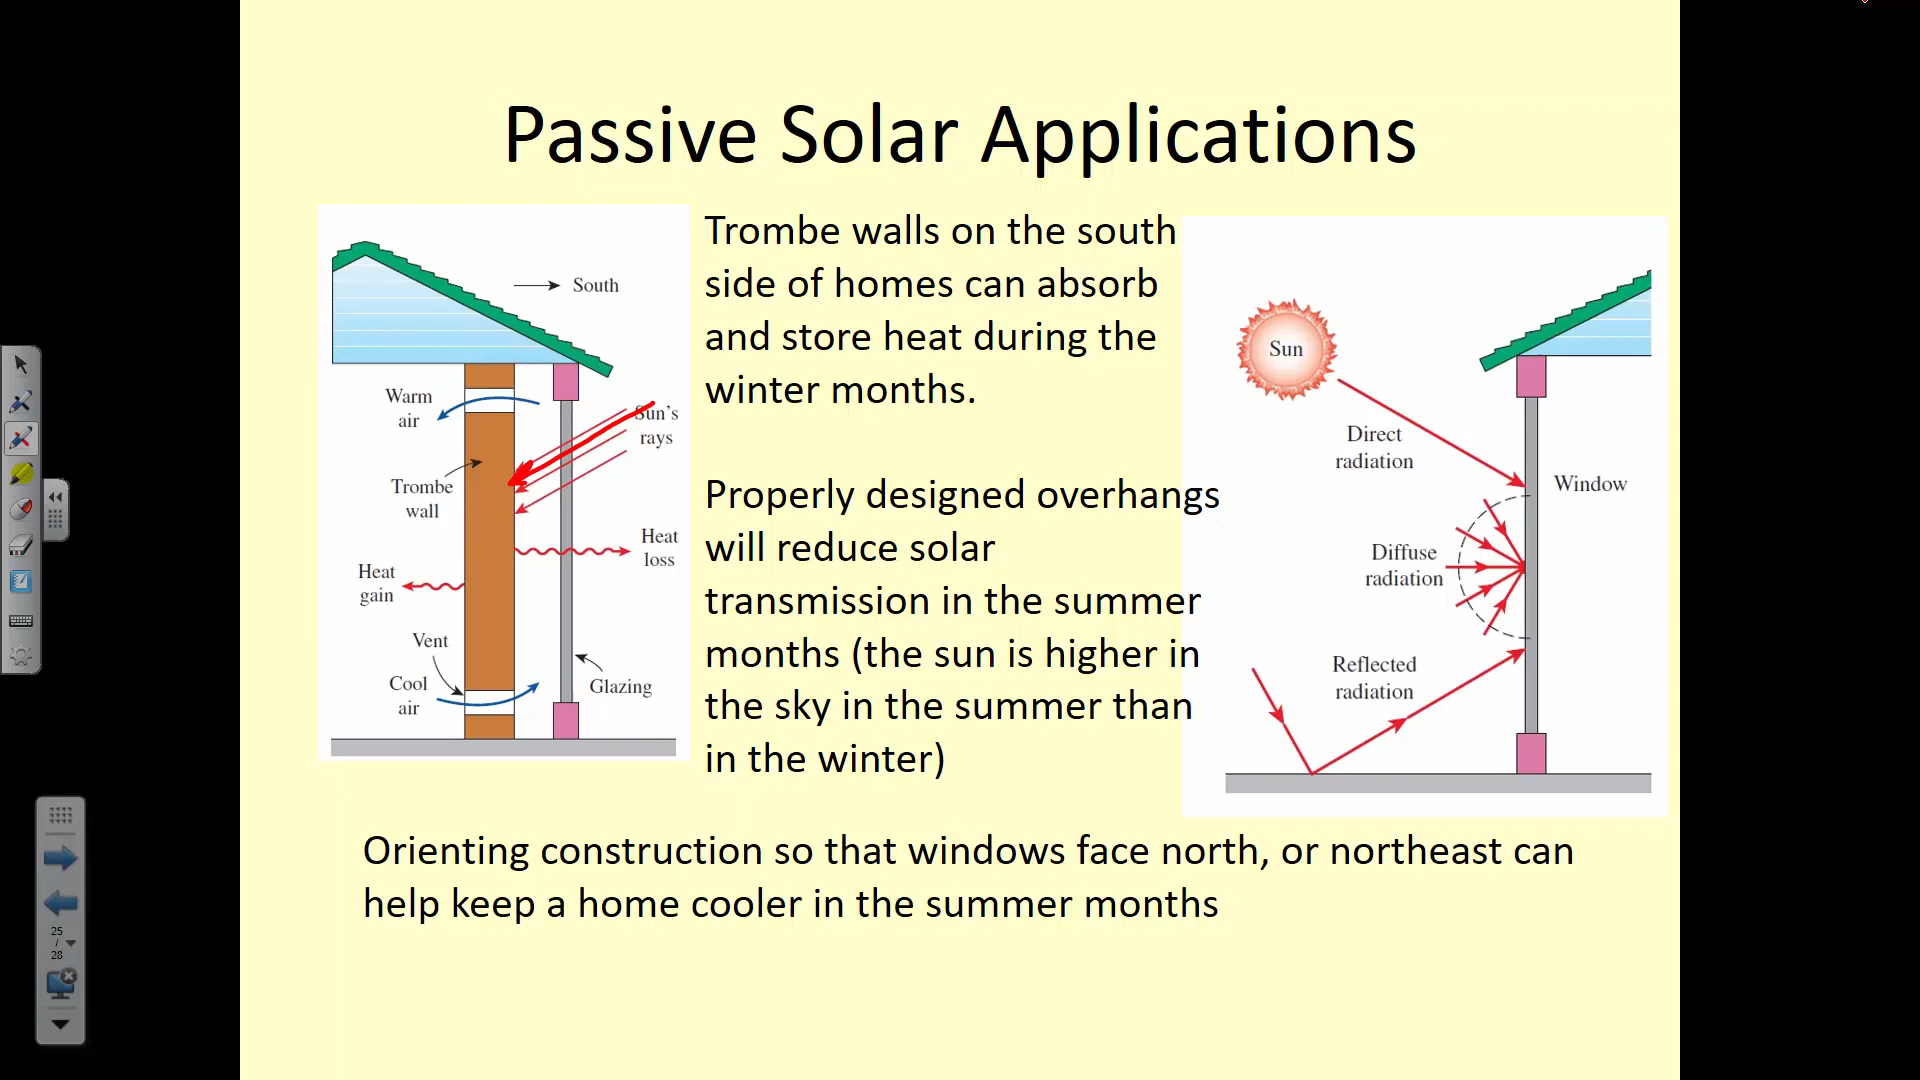 Passive Solar Applications
South
Warm
air
Sun's
rays
Trombe
wall
Heat
loss
Heat
gain
Vent
Cool
air
Glazing
Trombe walls on the south
side of homes can absorb
and store heat during the
winter months.
Properly designed overhangs
will reduce solar
transmission in the summer
months (the sun is higher in
the sky in the summer than
in the winter)
Sun
Direct
radiation
Window
Diffuse
radiation
Reflected
radiation
Orienting construction so that windows face north, or northeast can
help keep a home cooler in the summer months
25
/
28